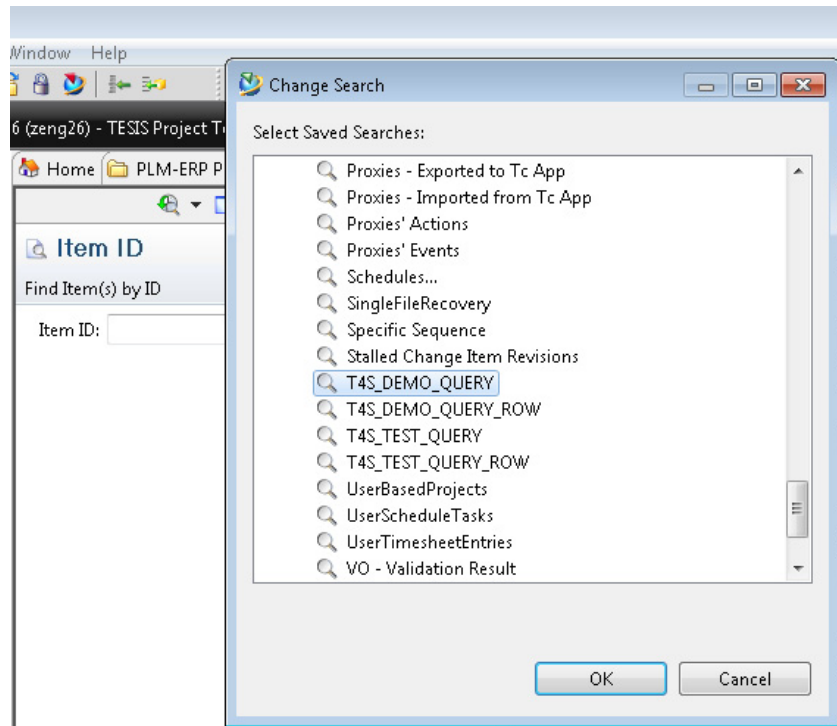 Window Help
6 (zeng26) - TESIS Project T
Home PLM-ERP P
Item ID
Find Item(s) by ID
Item ID:
Change Search
Select Saved Searches:
Proxies - Exported to Tc App
Proxies - Imported from Tc App
Proxies' Actions
Proxies' Events
Schedules...
SingleFileRecovery
Specific Sequence
Stalled Change Item Revisions
T4S_DEMO_QUERY
T4S_DEMO_QUERY_ROW
T4S_TEST_QUERY
T4S_TEST_QUERY_ROW
UserBasedProjects
UserScheduleTasks
UserTimesheetEntries
VO - Validation Result
OK Cancel